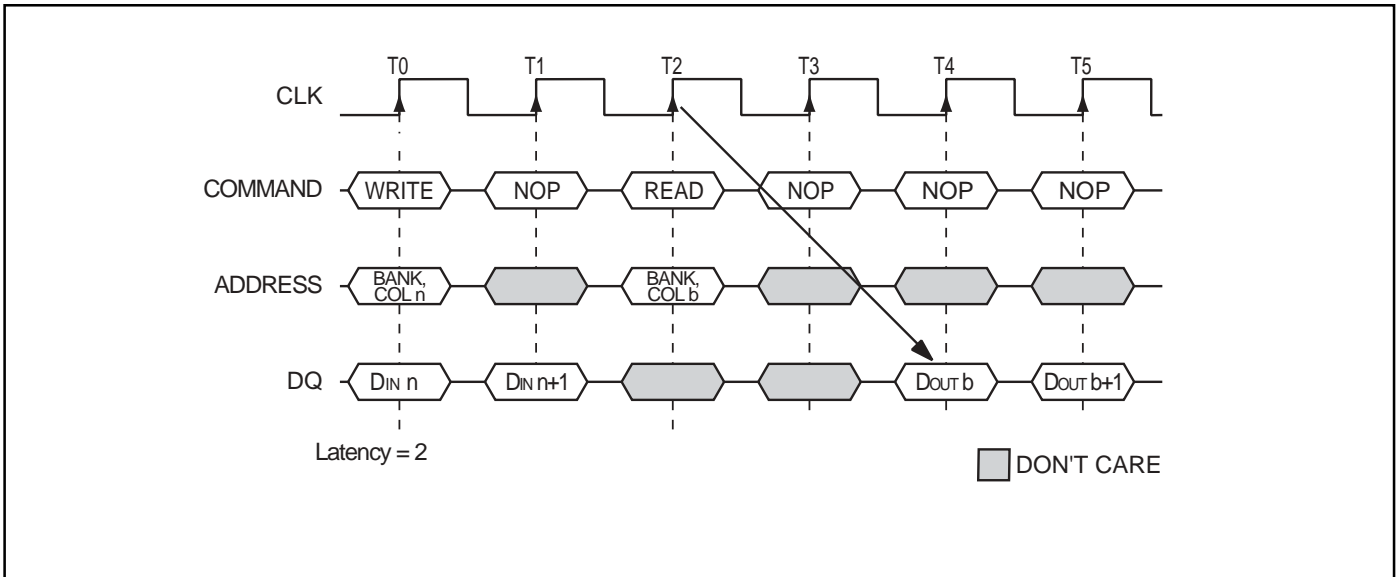 T0 T1 T2 T3 T4 T5
CLK
COMMAND WRITE NOP READ NOP NOP NOP
ADDRESS BANK, COL n BANK, COL b
DQ DIN n DIN n+1 DOUT b DOUT b+1
Latency = 2
DON'T CARE